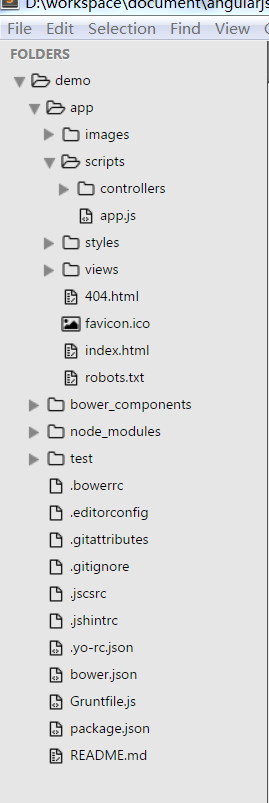 D:\workspace\document\angularjs
File Edit Selection Find View
FOLDERS
demo
app
images
scripts
controllers
app.js
styles
views
404.html
favicon.ico
index.html
robots.txt
bower_components
node_modules
test
.bowerrc
.editorconfig
.gitattributes
.gitignore
.jscsrc
.jshintrc
.yo-rc.json
bower.json
Gruntfile.js
package.json
README.md